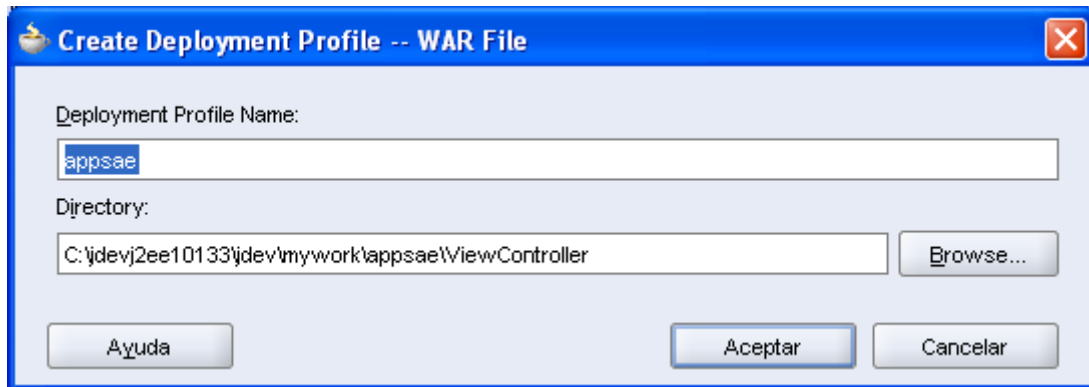 Create Deployment Profile -- WAR File
Deployment Profile Name:
appsae
Directory:
C:\jdevj2ee10133\jdev\mywork\appsae\ViewController
Browse...
Ayuda
Aceptar
Cancelar